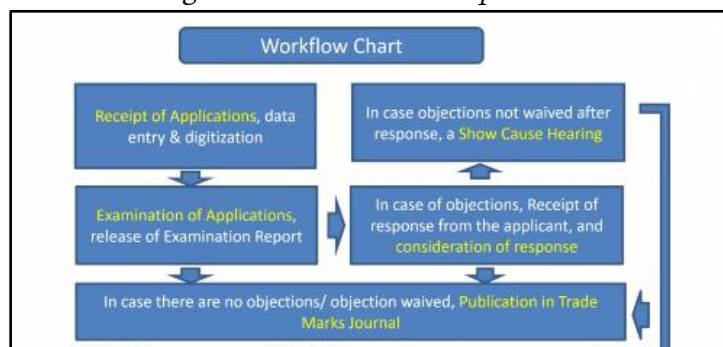 Workflow Chart
Receipt of Applications, data
entry & digitization
In case objections not waived after
response, a Show Cause Hearing
Examination of Applications,
release of Examination Report
In case of objections, Receipt of
response from the applicant, and
consideration of response
In case there are no objections/ objection waived, Publication in Trade
Marks Journal